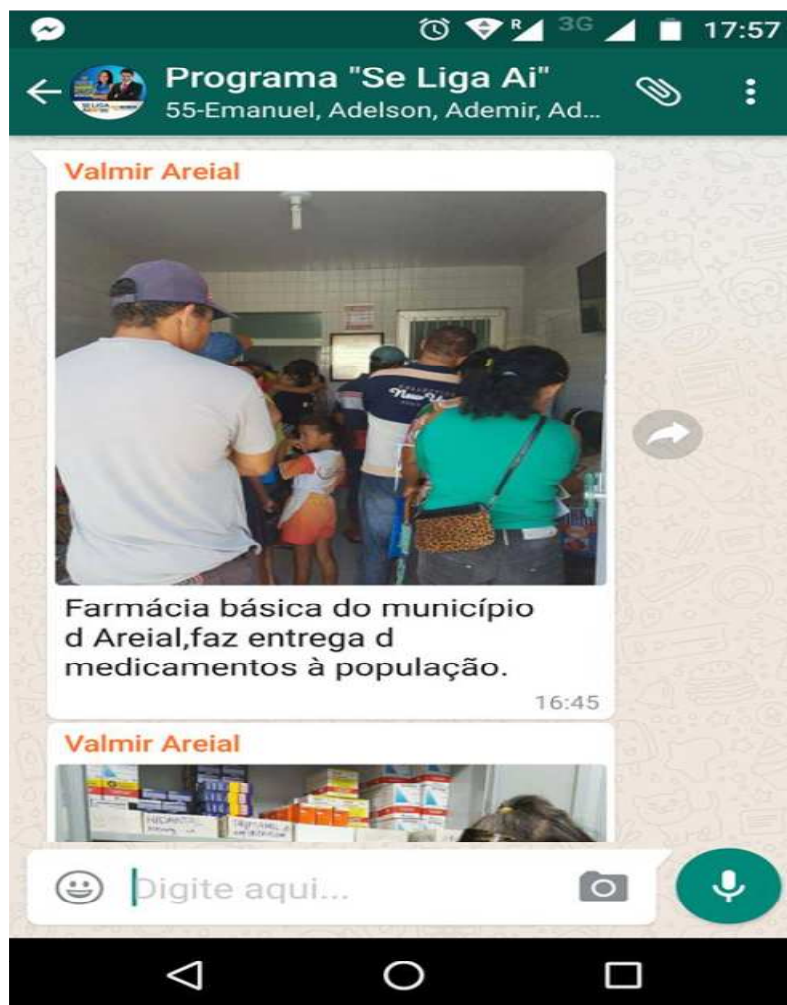 3G
17:57
Programa "Se Liga Ai"
55-Emanuel, Adelson, Ademir, Ad...
Valmir Areial
Farmácia básica do município
d Areial,faz entrega d
medicamentos à população.
16:45
Valmir Areial
Digite aqui...